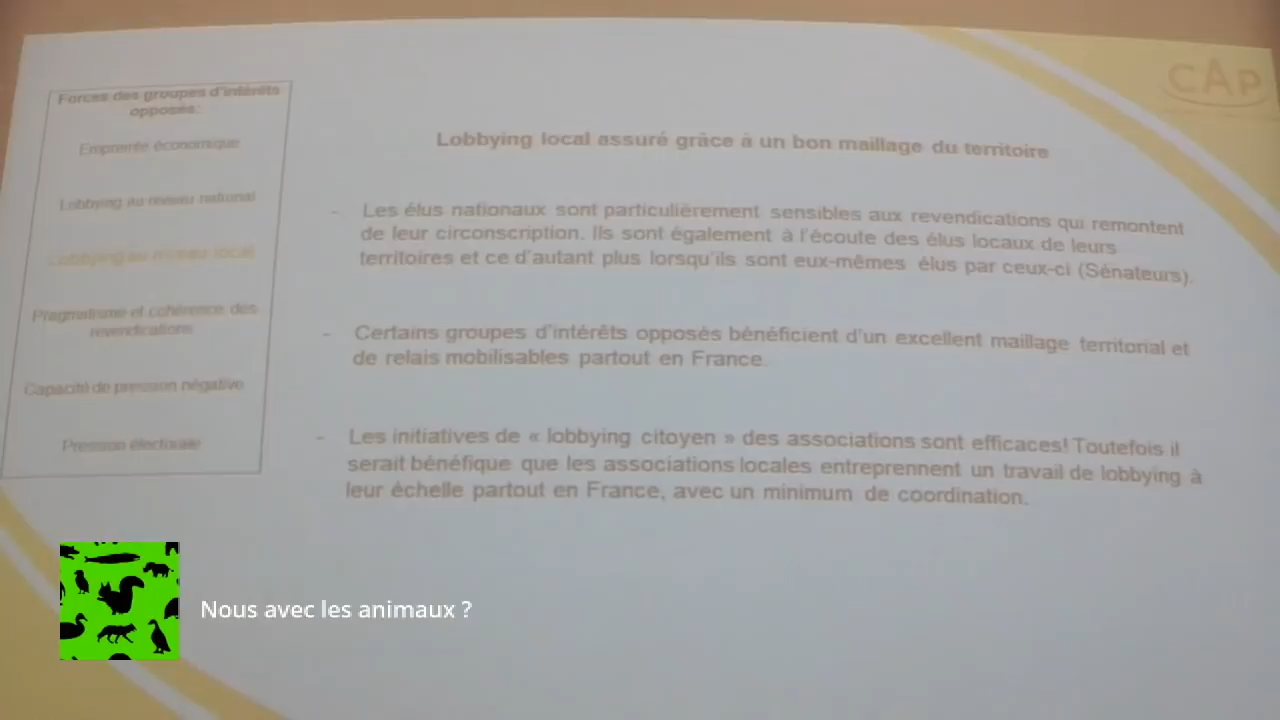 CAP
Forces des groupes d'intérêts
opposés:
Empreinte économique
Lobbying au niveau national
Lobbying au niveau local
Pragmatisme et cohérence des
revendications
Capacité de pression négative
Pression électorale
Lobbying local assuré grâce à un bon maillage du territoire
- Les élus nationaux sont particulièrement sensibles aux revendications qui remontent
de leur circonscription. Ils sont également à l'écoute des élus locaux de leurs
territoires et ce d'autant plus lorsqu'ils sont eux-mêmes élus par ceux-ci (Sénateurs).
- Certains groupes d'intérêts opposés bénéficient d'un excellent maillage territorial et
de relais mobilisables partout en France.
- Les initiatives de « lobbying citoyen » des associations sont efficaces! Toutefois il
serait bénéfique que les associations locales entreprennent un travail de lobbying à
leur échelle partout en France, avec un minimum de coordination.
Nous avec les animaux ?